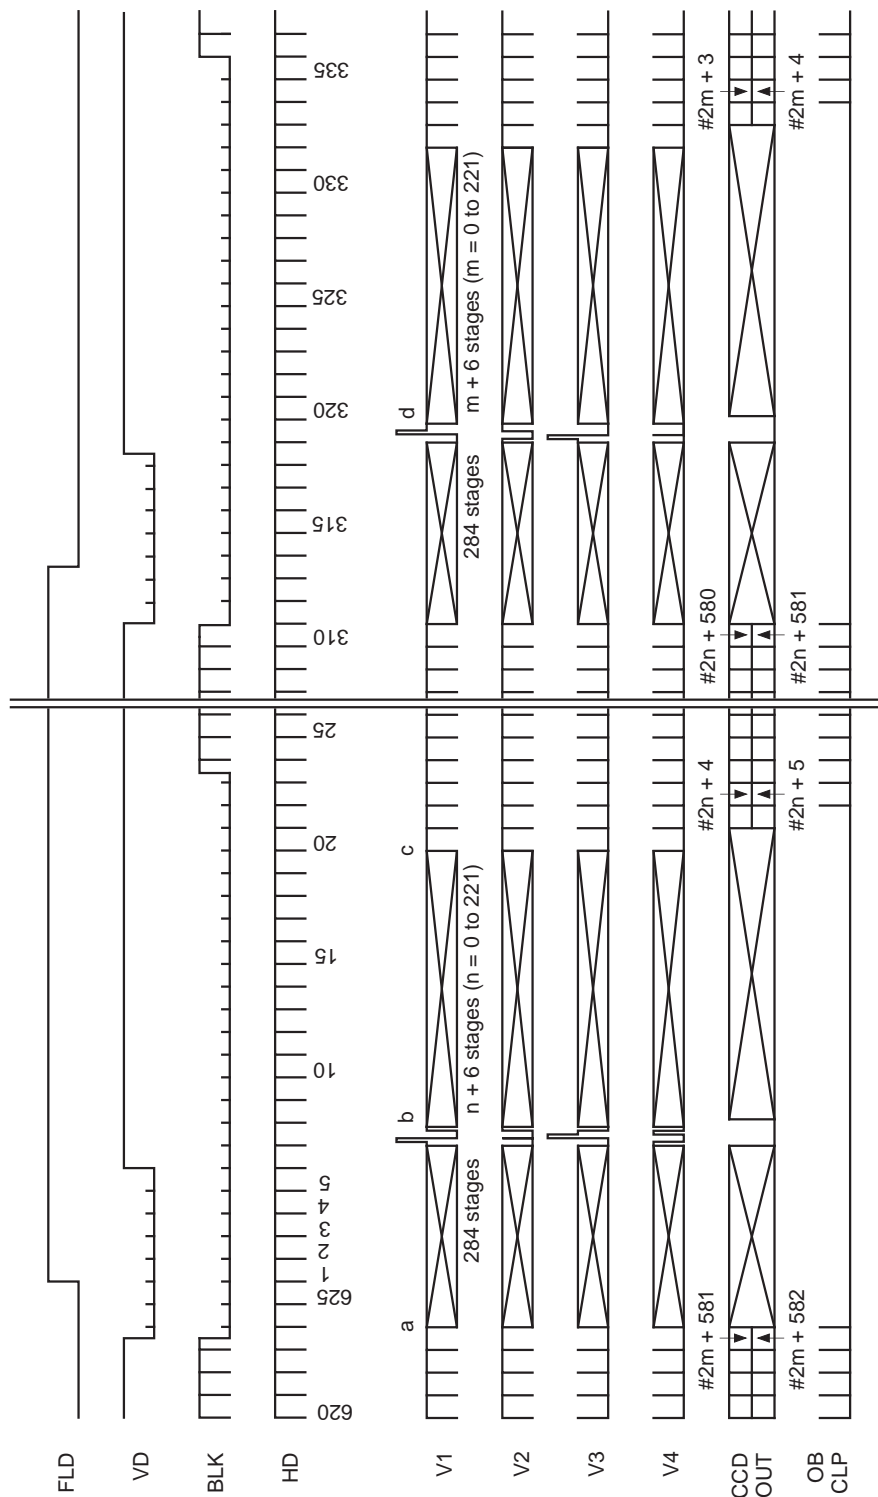 FLD
VD
BLK
HD
620
625
1
2
3
4
5
10
15
20
25
310
315
320
325
330
335
a
b
c
d
V1
284 stages
n + 6 stages (n = 0 to 221)
284 stages
m + 6 stages (m = 0 to 221)
V2
V3
V4
CCD
OUT
#2m + 581
#2m + 582
#2n + 4
#2n + 5
#2n + 580
#2n + 581
#2m + 3
#2m + 4
OB
CLP